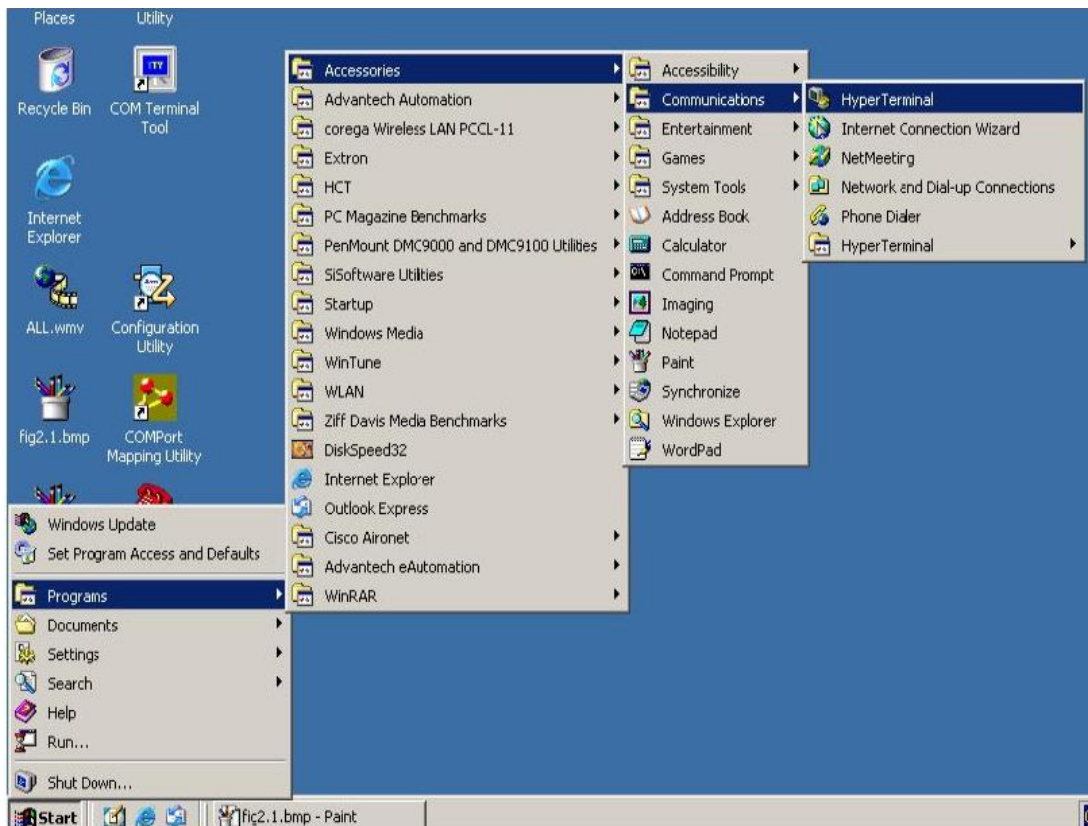 Places
Utility
Recycle Bin
COM Terminal
Tool
Internet
Explorer
ALL.wmv
Configuration
Utility
fig2.1.bmp
COMPort
Mapping Utility
Windows Update
Set Program Access and Defaults
Programs
Documents
Settings
Search
Help
Run...
Shut Down...
Accessories
Advantech Automation
corega Wireless LAN PCCL-11
Extron
HCT
PC Magazine Benchmarks
PenMount DMC9000 and DMC9100 Utilities
SiSoftware Utilities
Startup
Windows Media
WinTune
WLAN
Ziff Davis Media Benchmarks
DiskSpeed32
Internet Explorer
Outlook Express
Cisco Aironet
Advantech eAutomation
WinRAR
Accessibility
Communications
Entertainment
Games
System Tools
Address Book
Calculator
Command Prompt
Imaging
Notepad
Paint
Synchronize
Windows Explorer
WordPad
HyperTerminal
Internet Connection Wizard
NetMeeting
Network and Dial-up Connections
Phone Dialer
HyperTerminal
Start
fig2.1.bmp - Paint